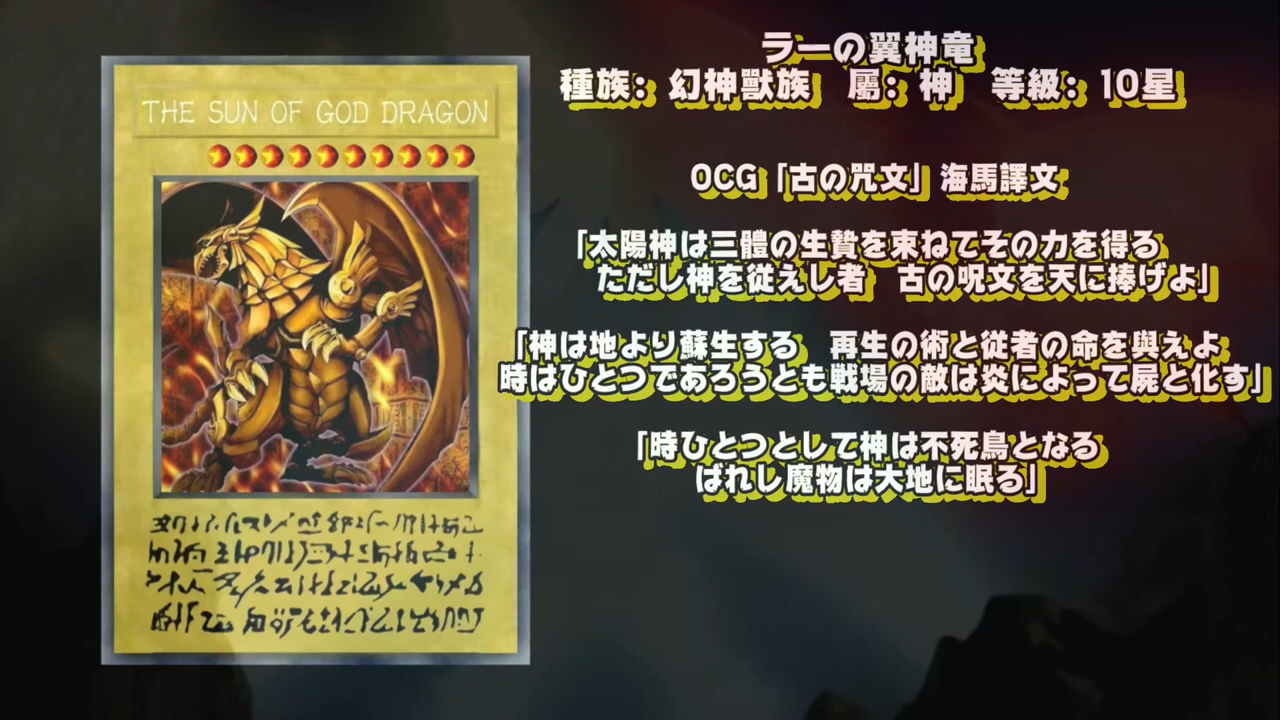 THE SUN OF GOD DRAGON
ラーの翼神竜
種族：幻神獸族　屬：神　等級：10星
OCG「古の咒文」海馬譯文
「太陽神は三體の生贄を束ねてその力を得る
ただし神を従えし者　古の呪文を天に捧げよ」
「神は地より蘇生する　再生の術と従者の命を與えよ
時はひとつであろうとも戦場の敵は炎によって屍と化す」
「時ひとつとして神は不死鳥となる
ばれし魔物は大地に眠る」